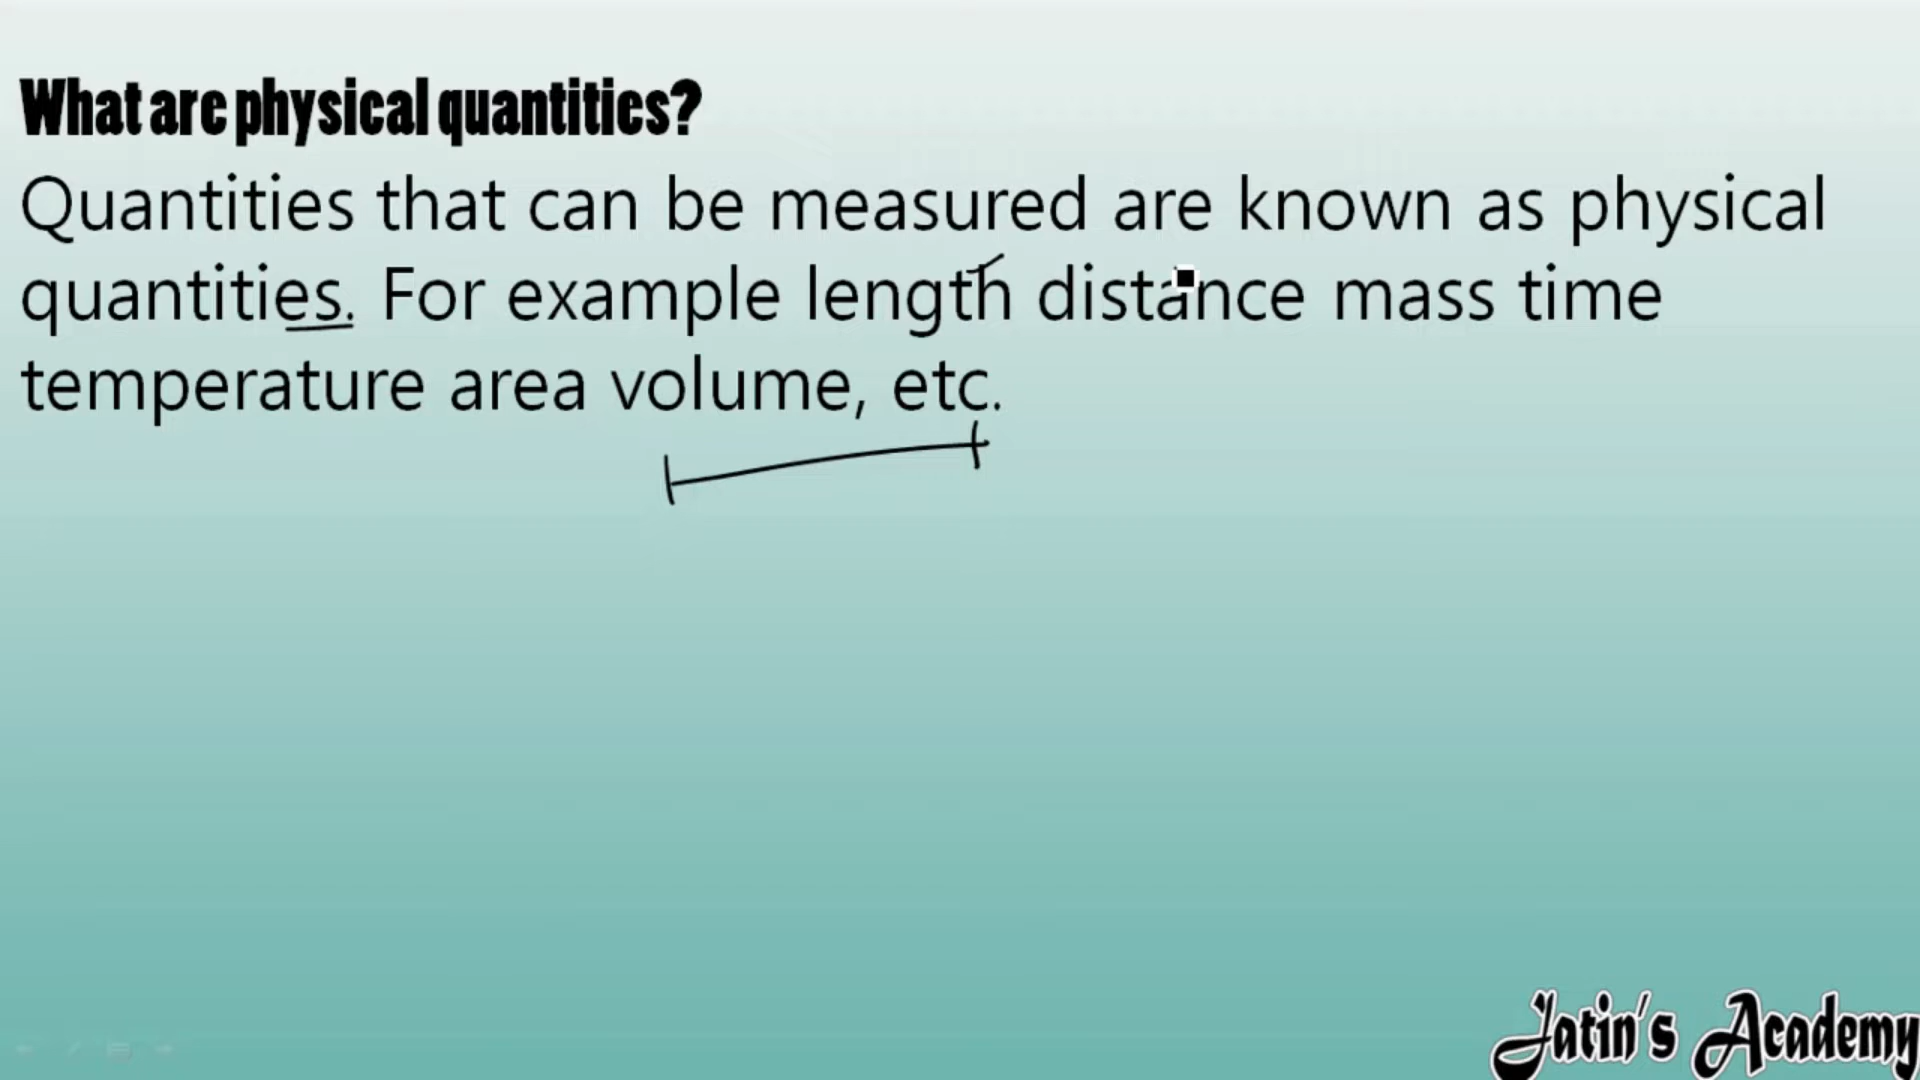 What are physical quantities?
Quantities that can be measured are known as physical
quantities. For example length distance mass time
temperature area volume, etc.
Jatin's Academy